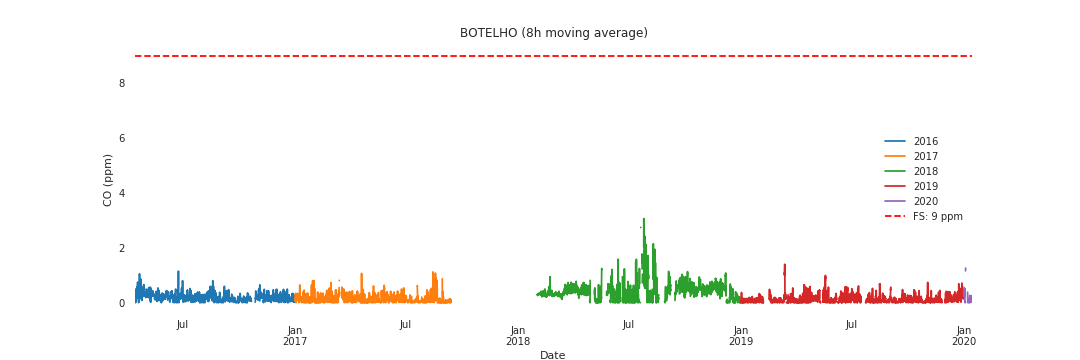 BOTELHO (8h moving average)
CO (ppm)
8
6
4
2
0
2016
2017
2018
2019
2020
FS: 9 ppm
Jul
Jan
2017
Jul
Jan
2018
Jul
Jan
2019
Jul
Jan
2020
Date